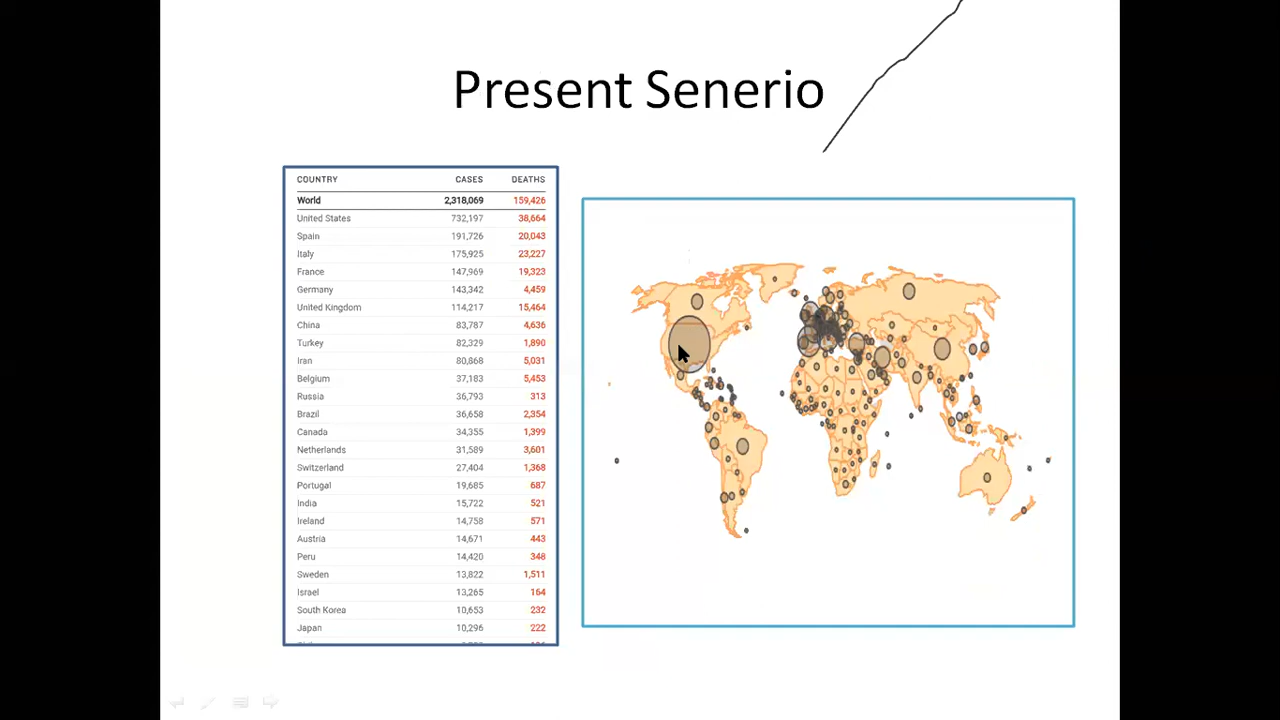 Present Senerio
COUNTRY CASES DEATHS
World 2,318,069 159,426
United States 732,197 38,664
Spain 191,726 20,043
Italy 175,925 23,227
France 147,969 19,323
Germany 143,342 4,459
United Kingdom 114,217 15,464
China 83,787 4,636
Turkey 82,329 1,890
Iran 80,868 5,031
Belgium 37,183 5,453
Russia 36,793 313
Brazil 36,658 2,354
Canada 34,355 1,399
Netherlands 31,589 3,601
Switzerland 27,404 1,368
Portugal 19,685 687
India 15,722 521
Ireland 14,758 571
Austria 14,671 443
Peru 14,420 348
Sweden 13,822 1,511
Israel 13,265 164
South Korea 10,653 232
Japan 10,296 222